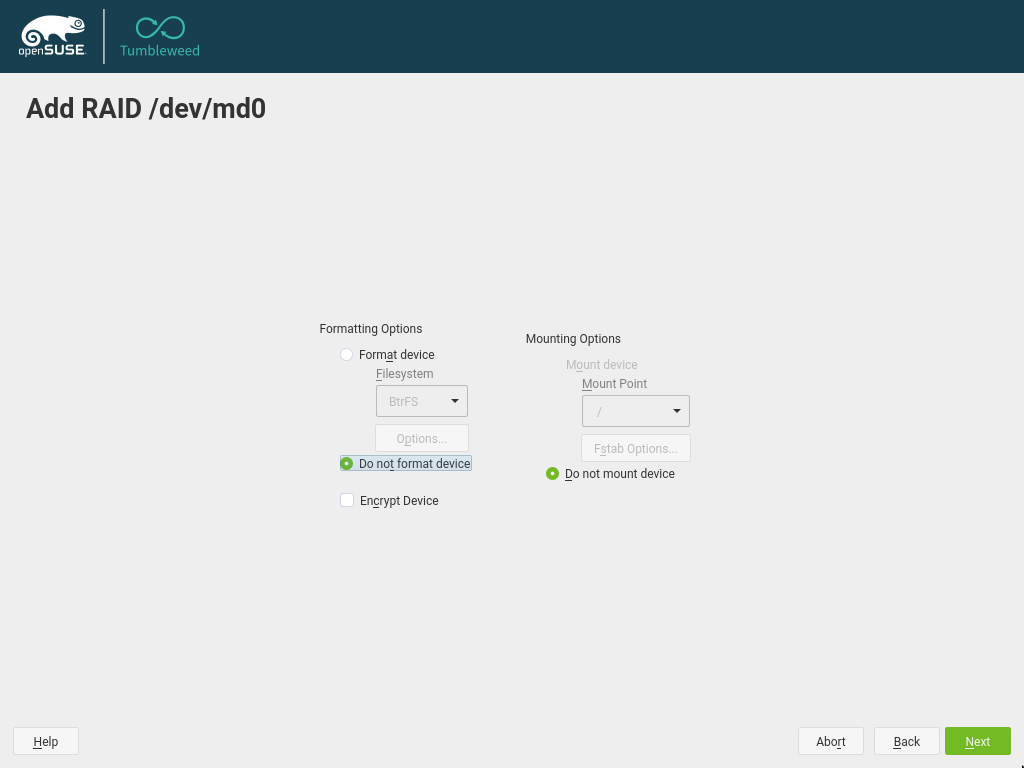 openSUSE
Tumbleweed
Add RAID /dev/md0
Formatting Options
Format device
Filesystem
BtrFS
Options...
Do not format device
Encrypt Device
Mounting Options
Mount device
Mount Point
/
Fstab Options...
Do not mount device
Help
Abort
Back
Next